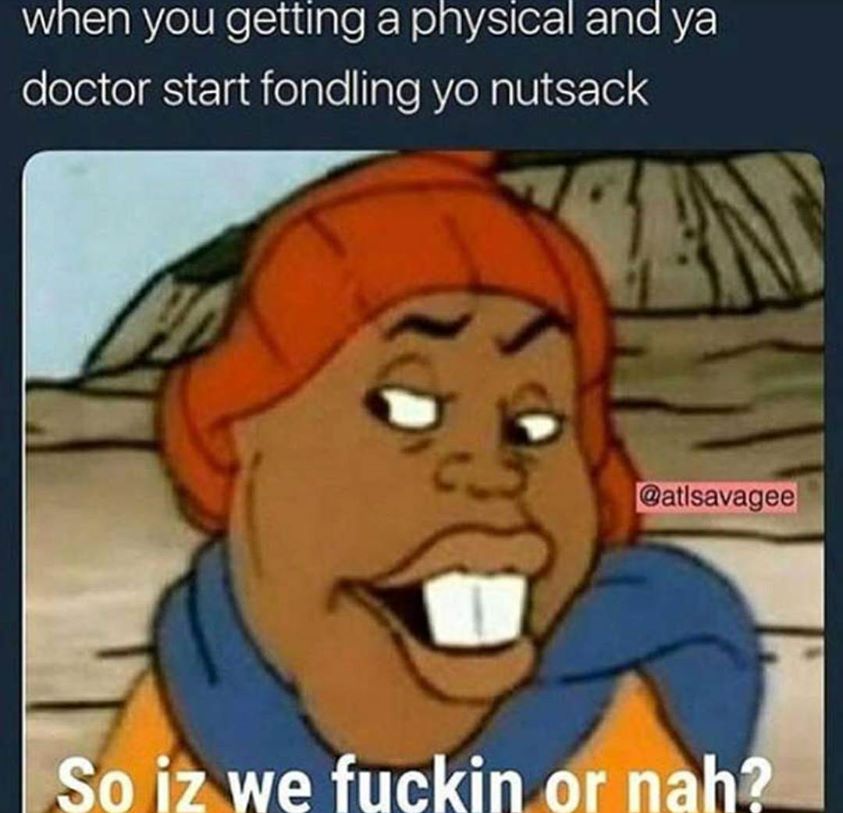 when you getting a physical and ya
doctor start fondling yo nutsack
@atlsavagee
So iz we fuckin or nah?